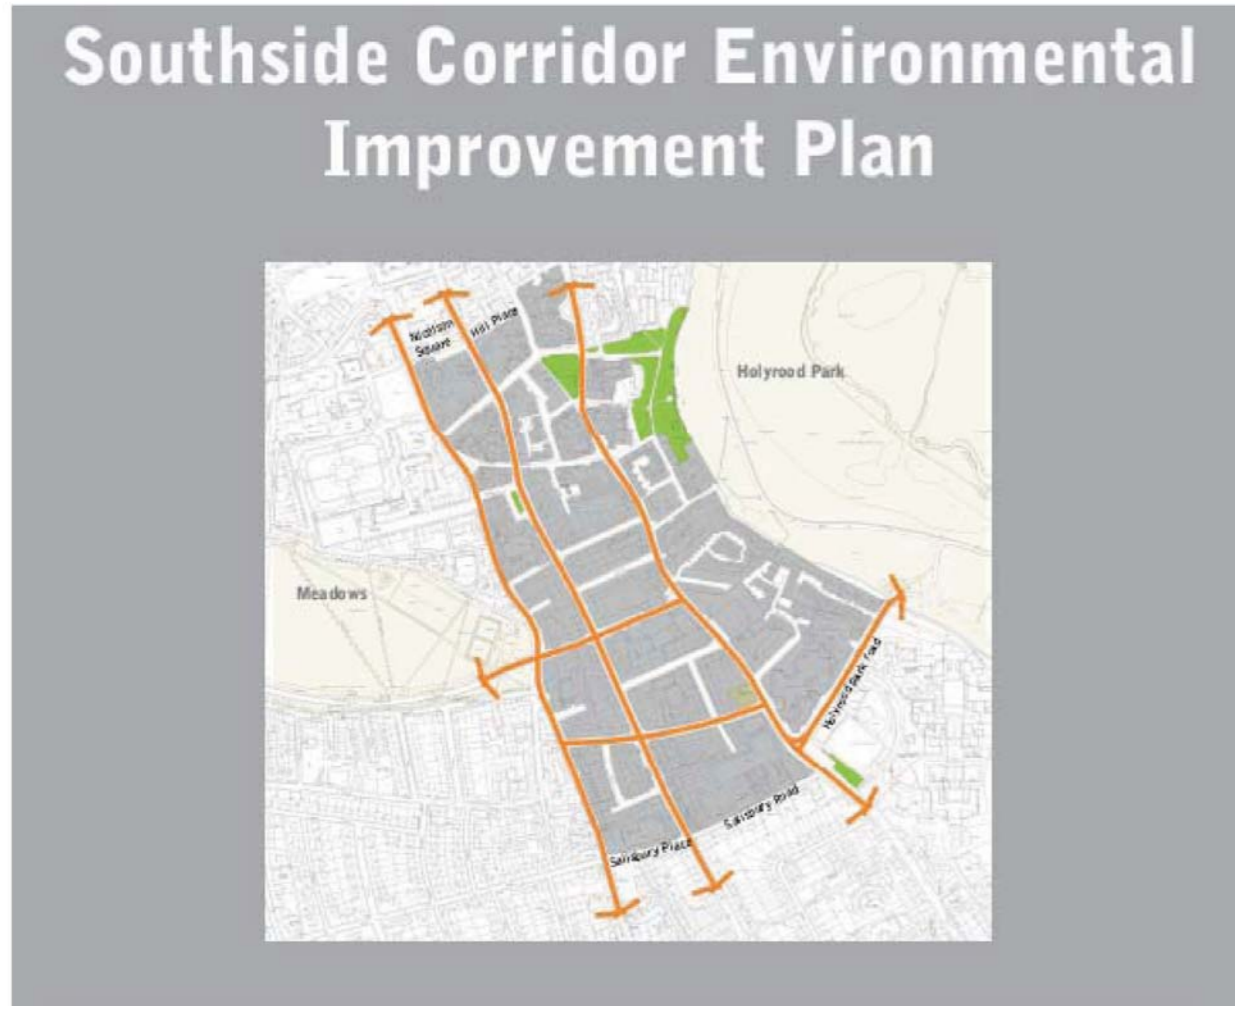 Southside Corridor Environmental
Improvement Plan
Nicolson
Square
Hill Place
Holyrood Park
Meadows
Holyrood Park Road
Salisbury Road
Salisbury Place